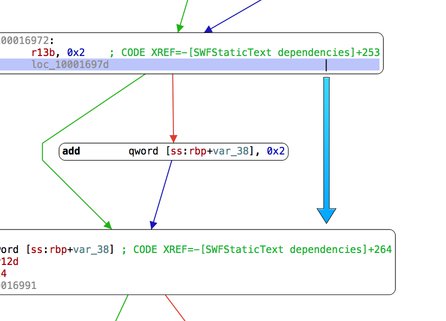 00016972:
r13b, 0x2 ; CODE XREF=-[SWFStaticText dependencies]+253
loc_10001697d
add qword [ss:rbp+var_38], 0x2
word [ss:rbp+var_38] ; CODE XREF=-[SWFStaticText dependencies]+264
r12d
4
016991